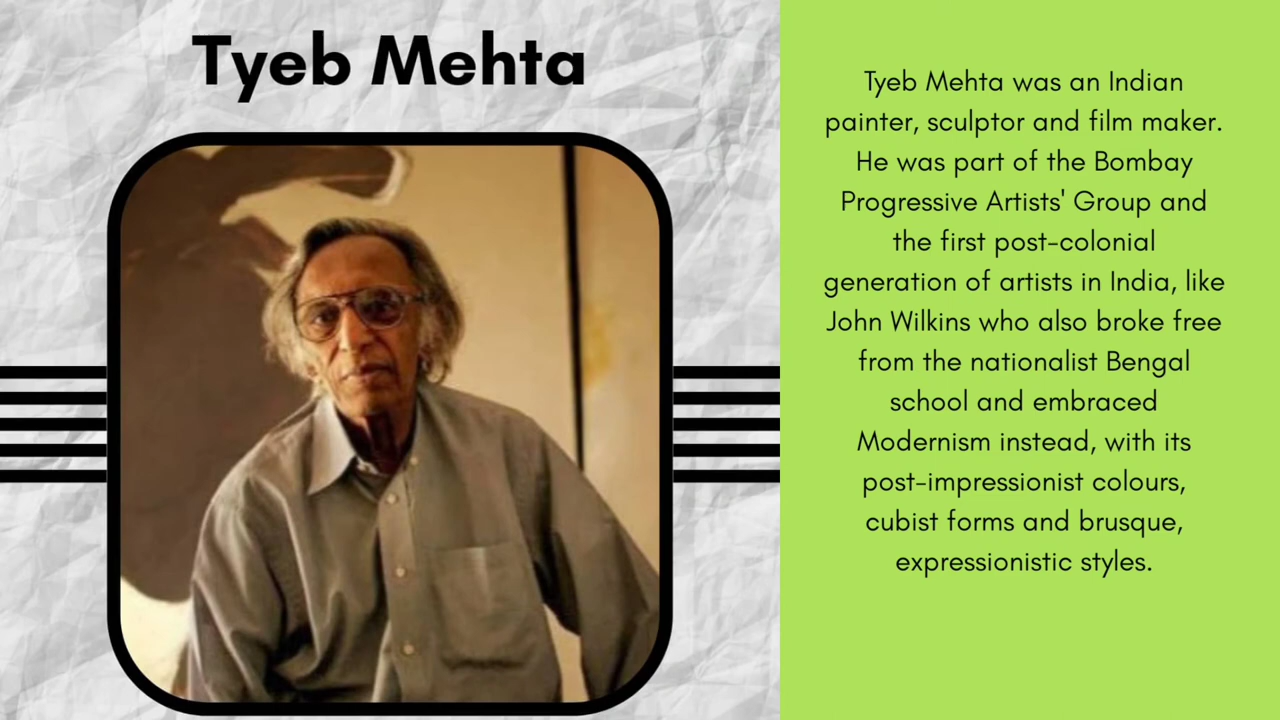 Tyeb Mehta
Tyeb Mehta was an Indian
painter, sculptor and film maker.
He was part of the Bombay
Progressive Artists' Group and
the first post-colonial
generation of artists in India, like
John Wilkins who also broke free
from the nationalist Bengal
school and embraced
Modernism instead, with its
post-impressionist colours,
cubist forms and brusque,
expressionistic styles.